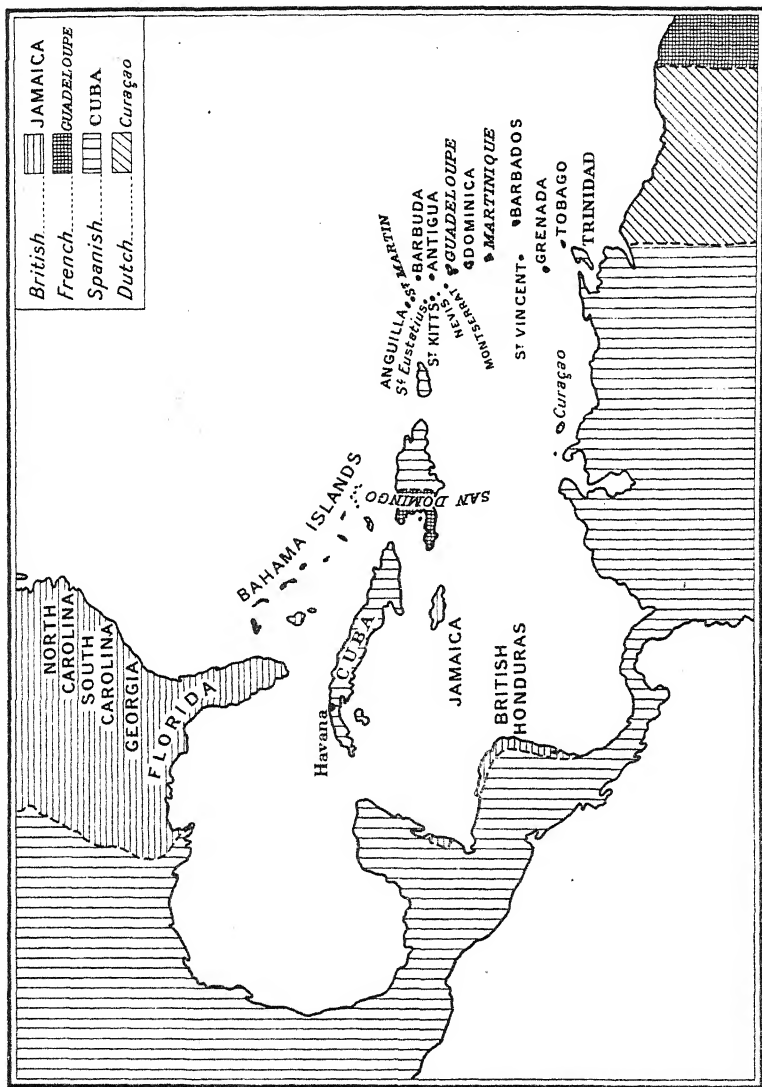 British JAMAICA
French GUADELOUPE
Spanish CUBA
Dutch Curaçao
NORTH
CAROLINA
SOUTH
CAROLINA
GEORGIA
FLORIDA
BAHAMA ISLANDS
Havana
CUBA
SAN DOMINGO
JAMAICA
BRITISH
HONDURAS
ANGUILLA
Sᵗ MARTIN
Sᵗ Eustatius
BARBUDA
Sᵀ KITTS
ANTIGUA
NEVIS
GUADELOUPE
MONTSERRAT
DOMINICA
MARTINIQUE
Sᵀ VINCENT
BARBADOS
GRENADA
TOBAGO
TRINIDAD
Curaçao